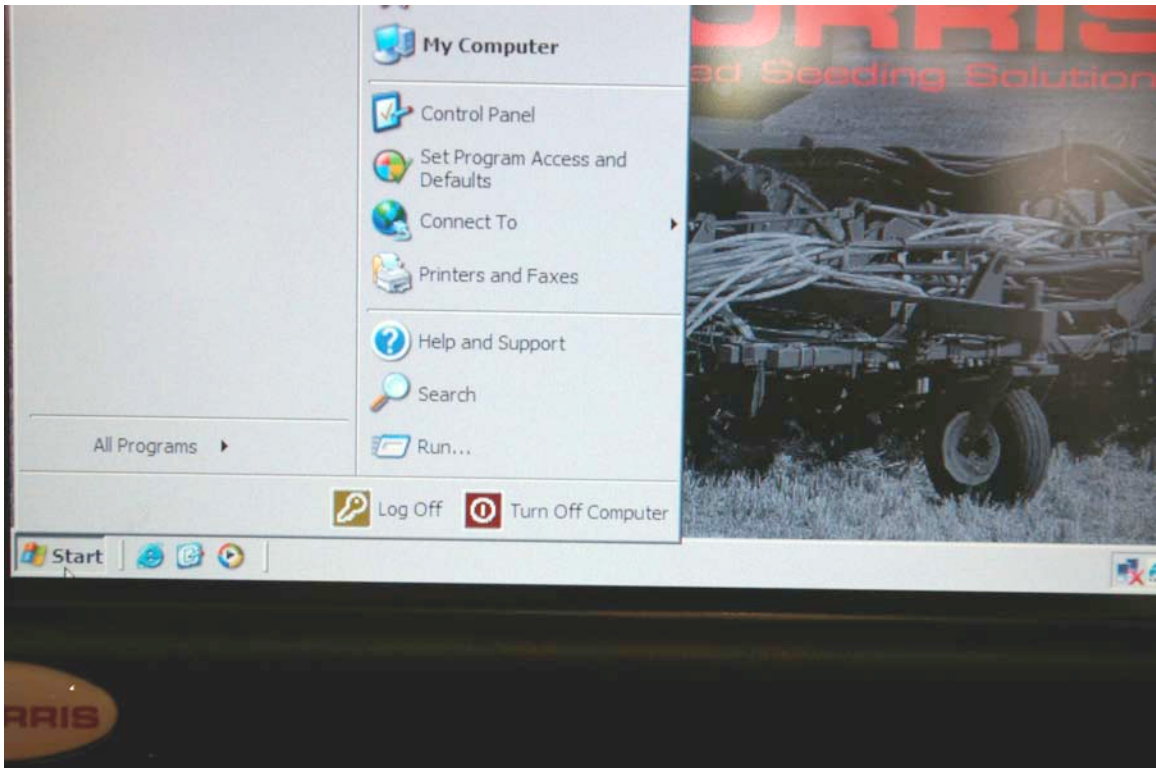 My Computer
Control Panel
Set Program Access and
Defaults
Connect To
Printers and Faxes
Help and Support
Search
Run...
All Programs
Log Off
Turn Off Computer
Start
ORRIS
ed Seeding Solution
RRIS